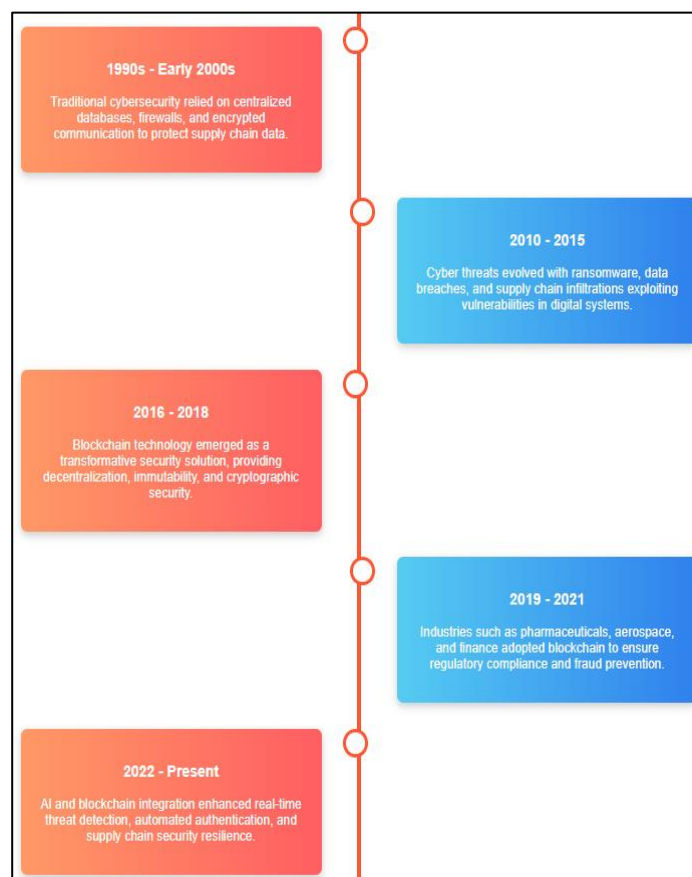 1990s - Early 2000s
Traditional cybersecurity relied on centralized
databases, firewalls, and encrypted
communication to protect supply chain data.
2010 - 2015
Cyber threats evolved with ransomware, data
breaches, and supply chain infiltrations exploiting
vulnerabilities in digital systems.
2016 - 2018
Blockchain technology emerged as a
transformative security solution, providing
decentralization, immutability, and cryptographic
security.
2019 - 2021
Industries such as pharmaceuticals, aerospace,
and finance adopted blockchain to ensure
regulatory compliance and fraud prevention.
2022 - Present
AI and blockchain integration enhanced real-time
threat detection, automated authentication, and
supply chain security resilience.